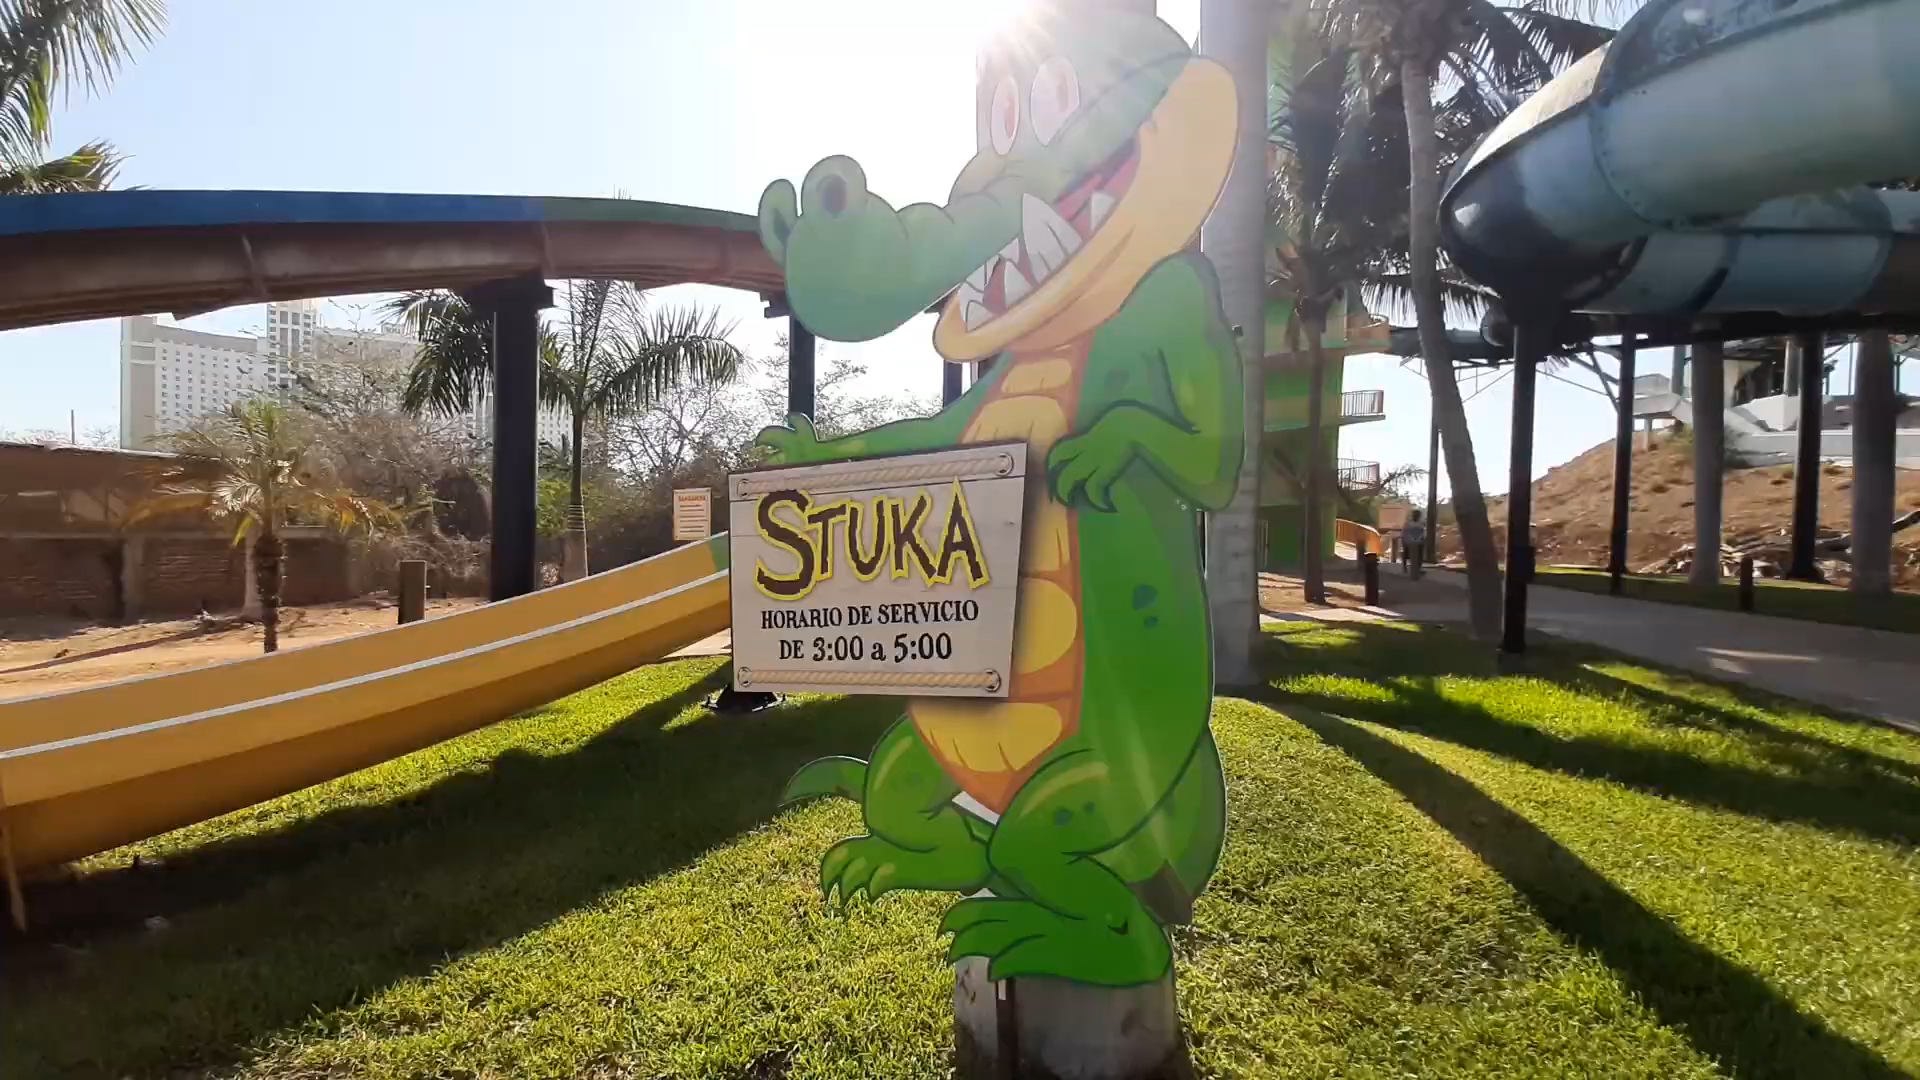 STUKA
HORARIO DE SERVICIO
DE 3:00 a 5:00